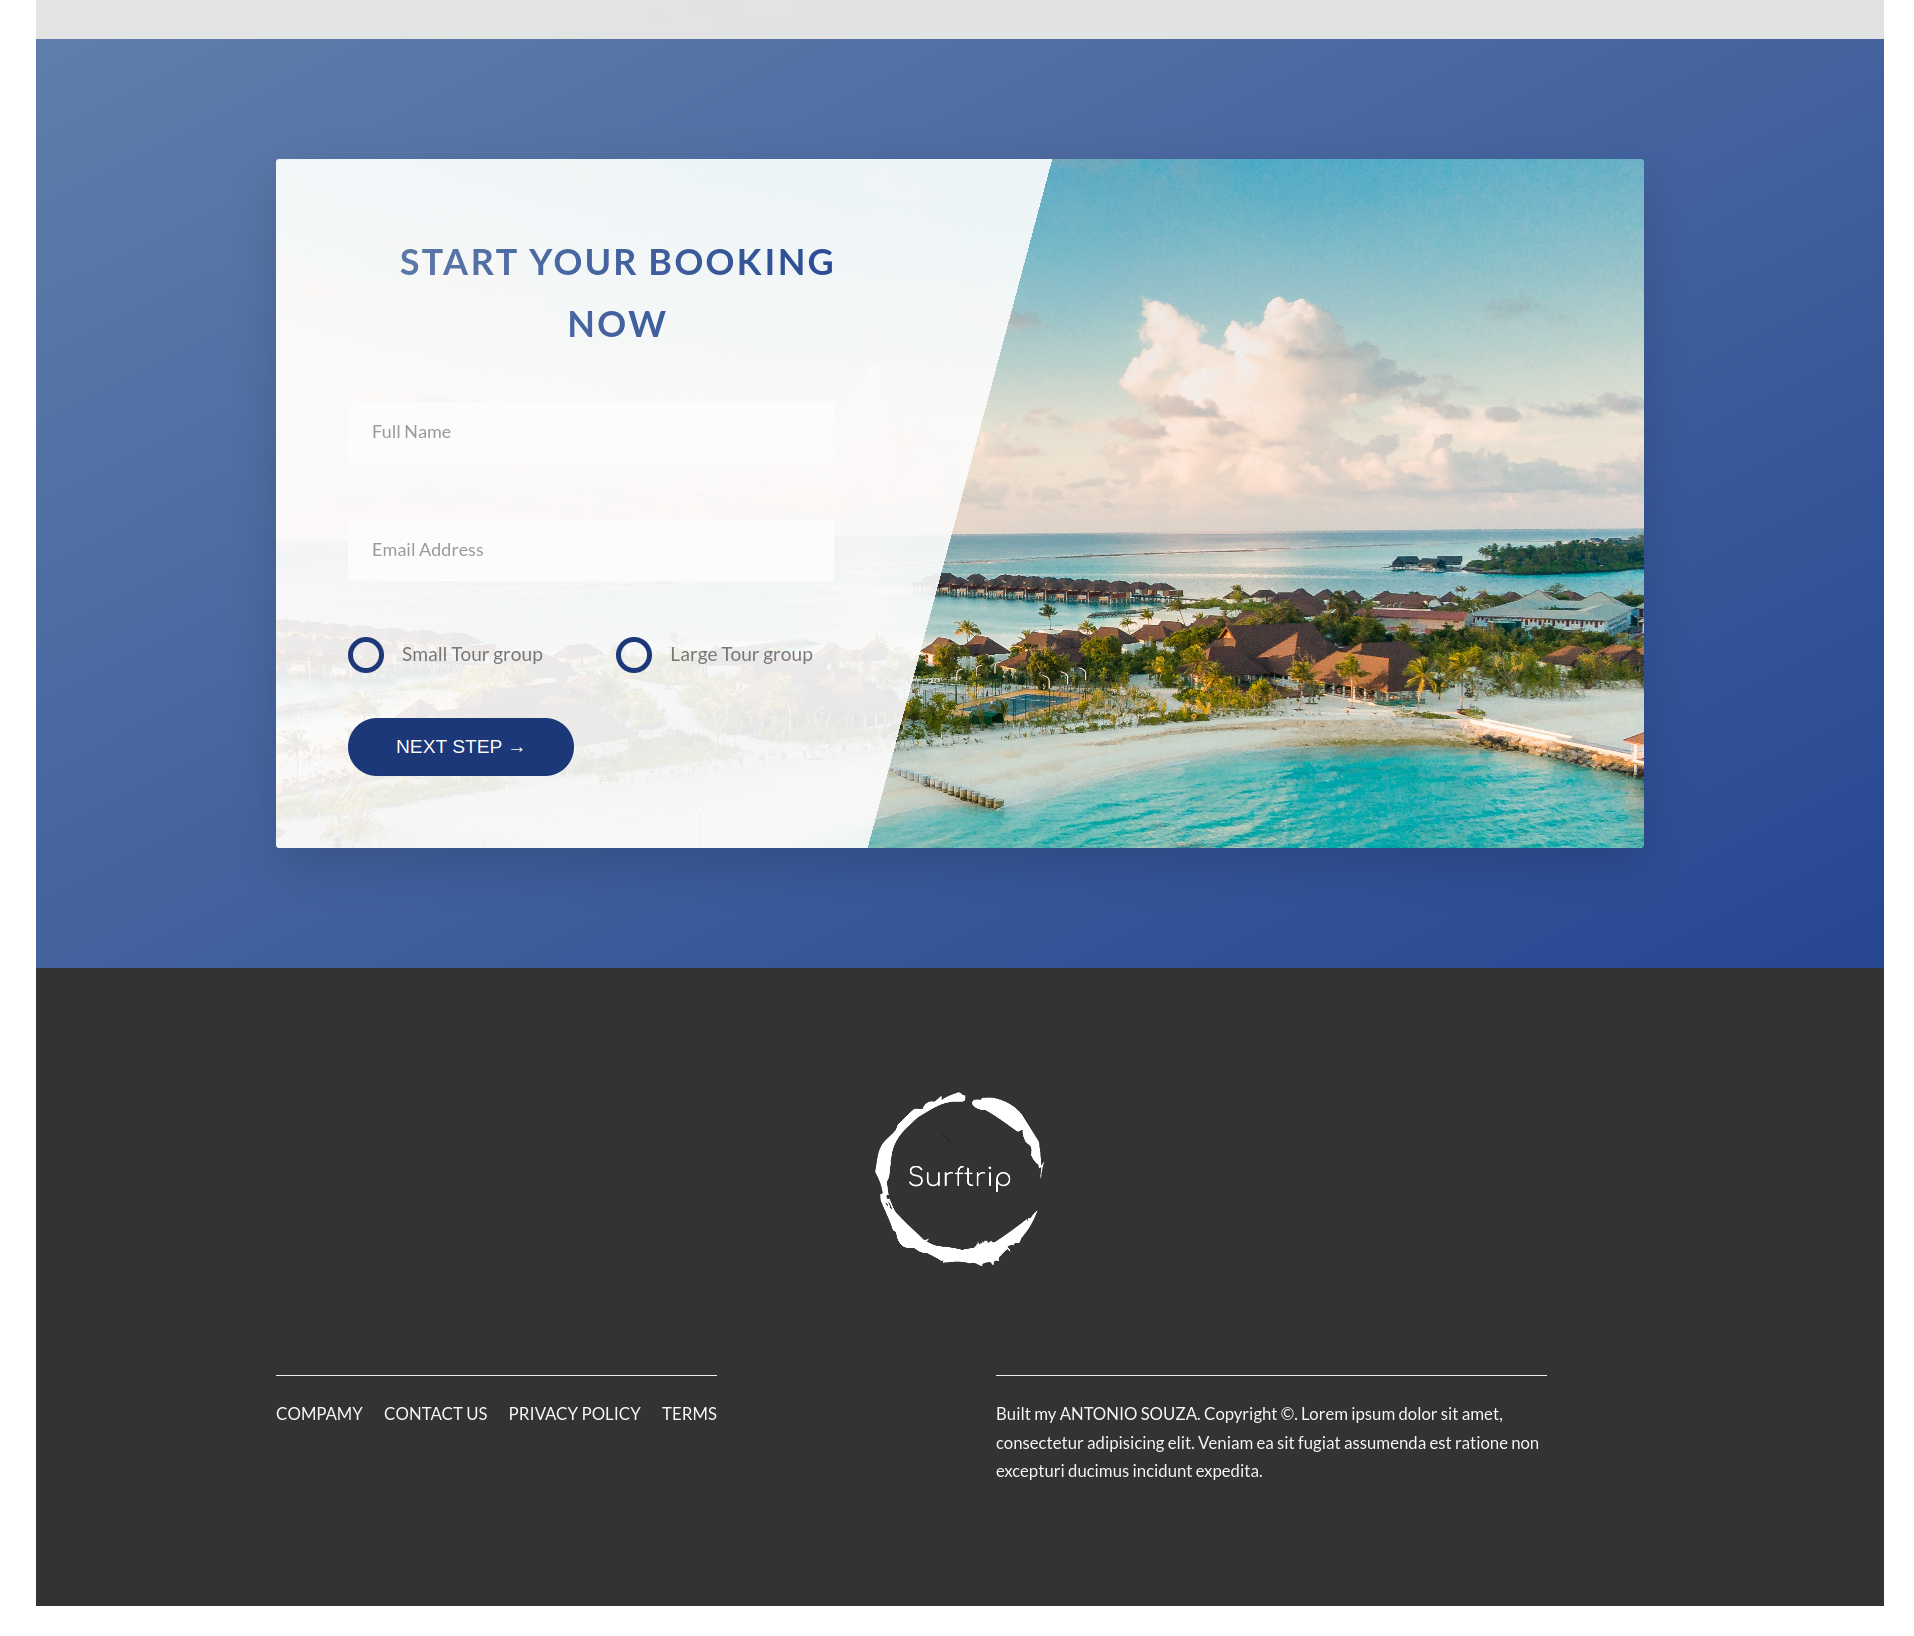 START YOUR BOOKING
NOW
Full Name
Email Address
Small Tour group
Large Tour group
NEXT STEP →
Surftrip
COMPAMY CONTACT US PRIVACY POLICY TERMS
Built my ANTONIO SOUZA. Copyright ©. Lorem ipsum dolor sit amet,
consectetur adipisicing elit. Veniam ea sit fugiat assumenda est ratione non
excepturi ducimus incidunt expedita.